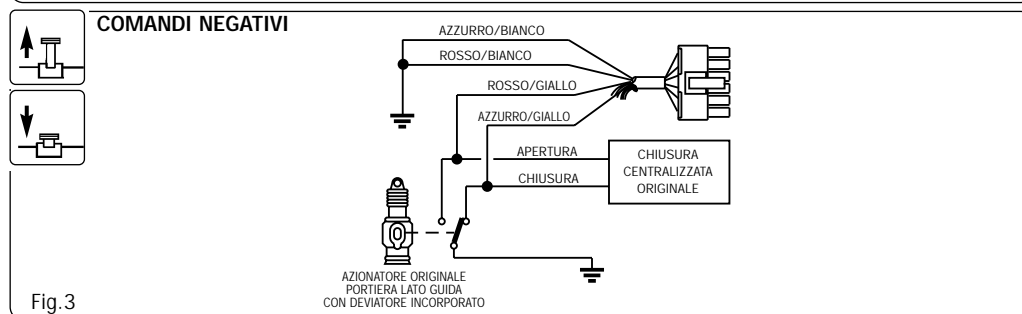 COMANDI NEGATIVI
AZZURRO/BIANCO
ROSSO/BIANCO
ROSSO/GIALLO
AZZURRO/GIALLO
APERTURA
CHIUSURA
CHIUSURA
CENTRALIZZATA
ORIGINALE
AZIONATORE ORIGINALE
PORTIERA LATO GUIDA
CON DEVIATORE INCORPORATO
Fig.3